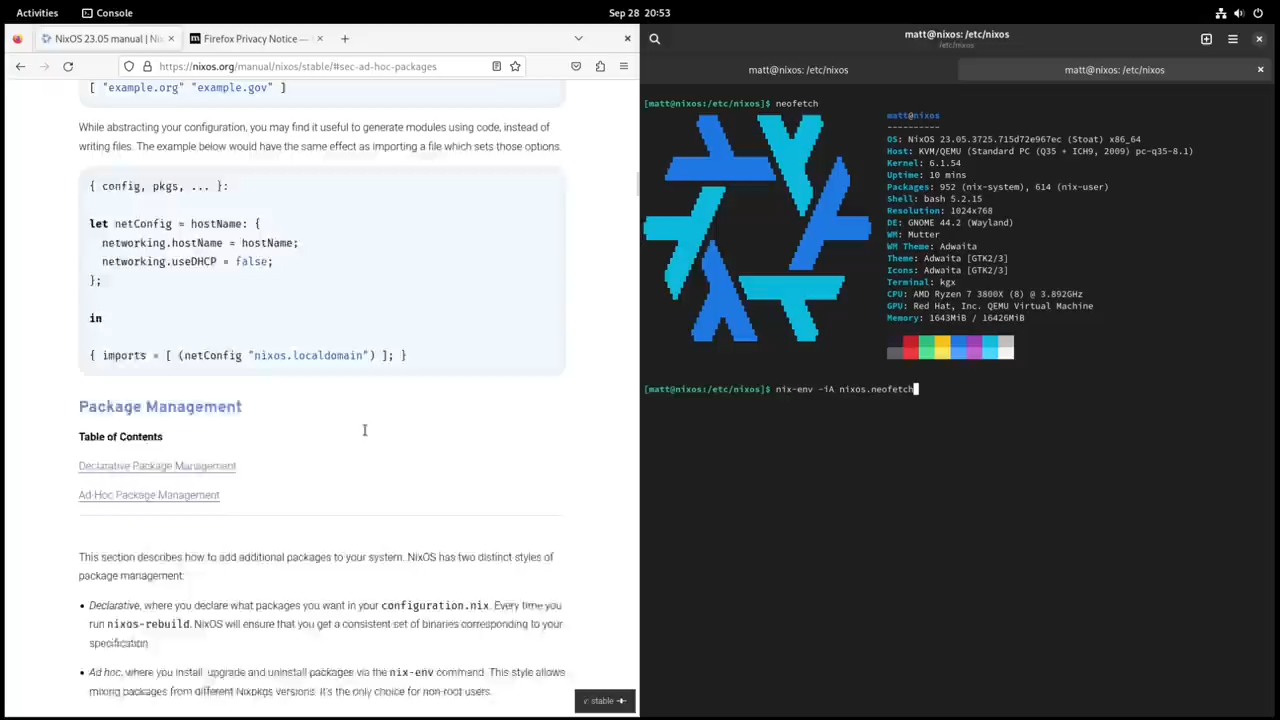 Activities
Console
Sep 28 20:53
NixOS 23.05 manual | Nix
Firefox Privacy Notice —
https://nixos.org/manual/nixos/stable/#sec-ad-hoc-packages
[ "example.org" "example.gov" ]
While abstracting your configuration, you may find it useful to generate modules using code, instead of
writing files. The example below would have the same effect as importing a file which sets those options.
{ config, pkgs, ... }:
let netConfig = hostName: {
networking.hostName = hostName;
networking.useDHCP = false;
};
in
{ imports = [ (netConfig "nixos.localdomain") ]; }
Package Management
Table of Contents
Declarative Package Management
Ad-Hoc Package Management
This section describes how to add additional packages to your system. NixOS has two distinct styles of
package management:
• Declarative, where you declare what packages you want in your configuration.nix. Every time you
run nixos-rebuild, NixOS will ensure that you get a consistent set of binaries corresponding to your
specification.
• Ad hoc, where you install, upgrade and uninstall packages via the nix-env command. This style allows
mixing packages from different Nixpkgs versions. It's the only choice for non-root users.
stable
matt@nixos: /etc/nixos
/etc/nixos
matt@nixos: /etc/nixos
matt@nixos: /etc/nixos
[matt@nixos:/etc/nixos]$ neofetch
matt@nixos
----------
OS: NixOS 23.05.3725.715d72e967ec (Stoat) x86_64
Host: KVM/QEMU (Standard PC (Q35 + ICH9, 2009) pc-q35-8.1)
Kernel: 6.1.54
Uptime: 10 mins
Packages: 952 (nix-system), 614 (nix-user)
Shell: bash 5.2.15
Resolution: 1024x768
DE: GNOME 44.2 (Wayland)
WM: Mutter
WM Theme: Adwaita
Theme: Adwaita [GTK2/3]
Icons: Adwaita [GTK2/3]
Terminal: kgx
CPU: AMD Ryzen 7 3800X (8) @ 3.892GHz
GPU: Red Hat, Inc. QEMU Virtual Machine
Memory: 1643MiB / 16426MiB
[matt@nixos:/etc/nixos]$ nix-env -iA nixos.neofetch